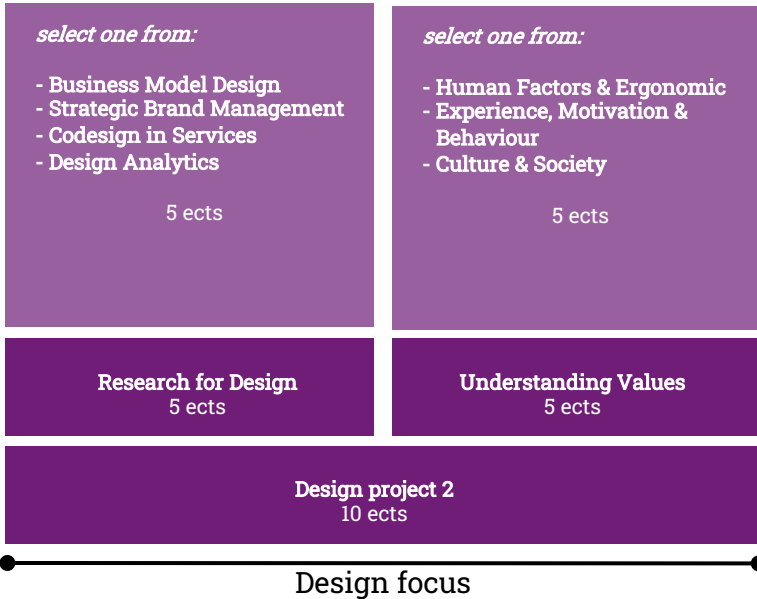 select one from:
- Business Model Design
- Strategic Brand Management
- Codesign in Services
- Design Analytics
5 ects
select one from:
- Human Factors & Ergonomic
- Experience, Motivation &
Behaviour
- Culture & Society
5 ects
Research for Design
5 ects
Understanding Values
5 ects
Design project 2
10 ects
Design focus